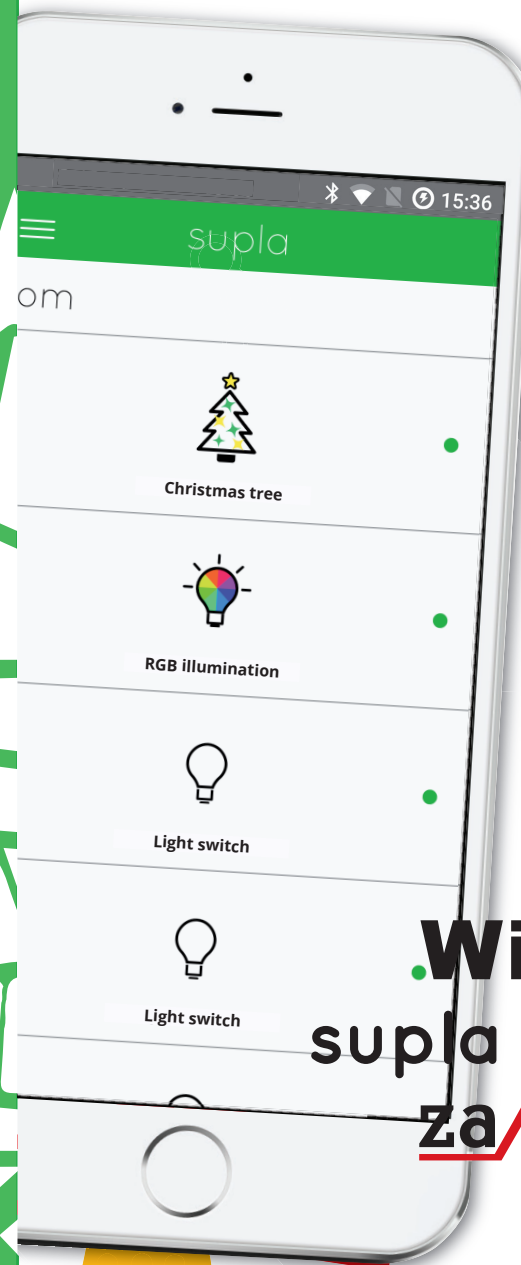 15:36
supla
om
Christmas tree
RGB illumination
Light switch
Light switch
Wi
supla
za